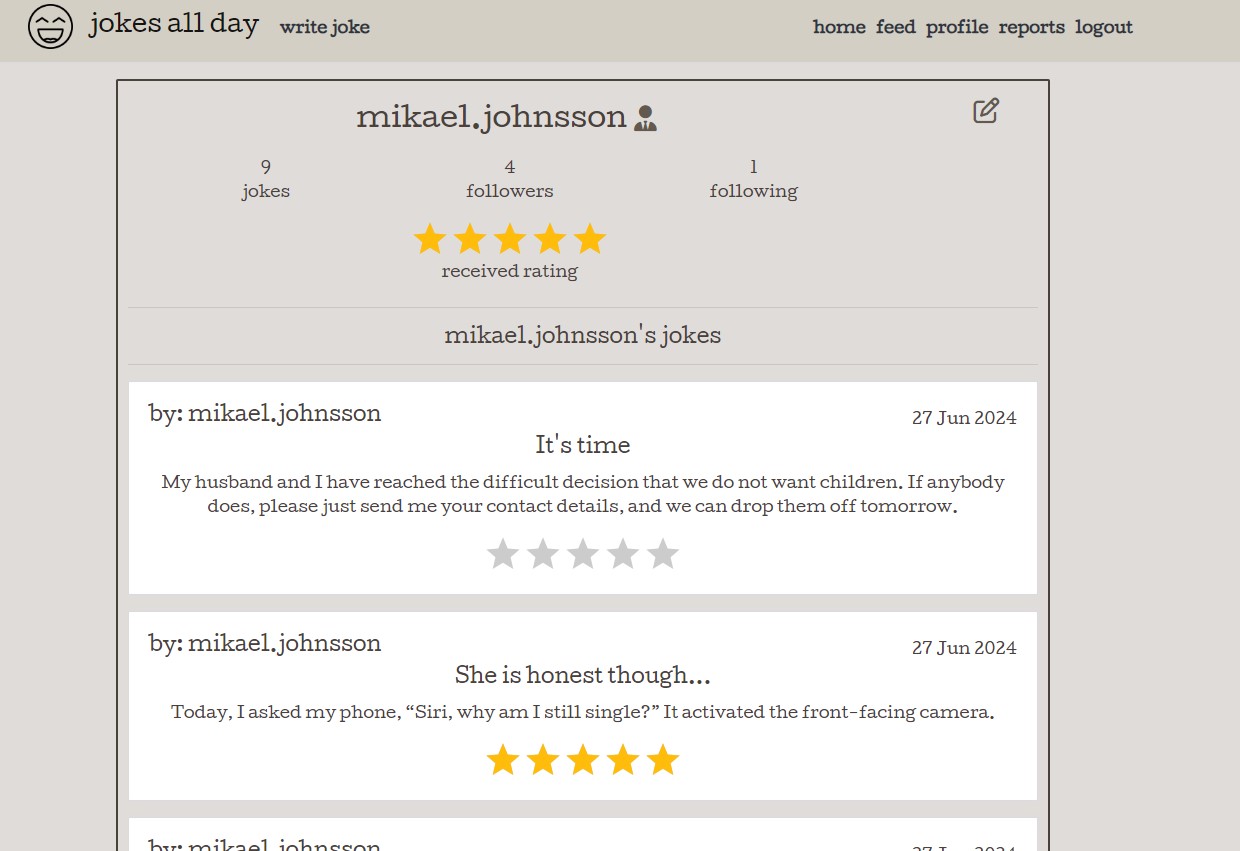 jokes all day write joke home feed profile reports logout
mikael.johnsson
9 4 1
jokes followers following
received rating
mikael.johnsson's jokes
by: mikael.johnsson 27 Jun 2024
It's time
My husband and I have reached the difficult decision that we do not want children. If anybody
does, please just send me your contact details, and we can drop them off tomorrow.
by: mikael.johnsson 27 Jun 2024
She is honest though...
Today, I asked my phone, “Siri, why am I still single?” It activated the front-facing camera.
by: mikael.johnsson 27 Jun 2024